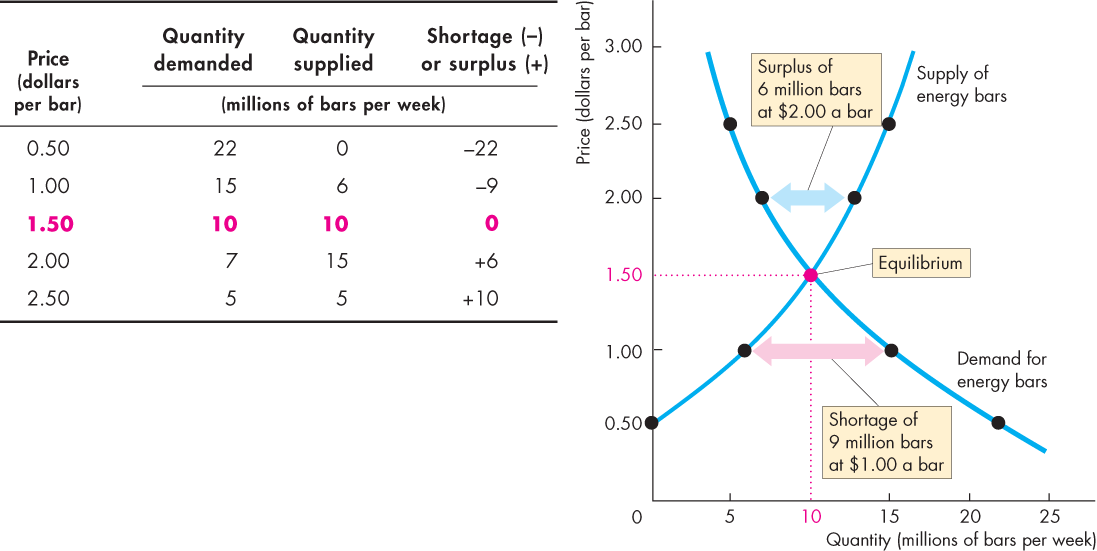 Price
(dollars
per bar)
Quantity
demanded
Quantity
supplied
Shortage (–)
or surplus (+)
(millions of bars per week)
0.50 22 0 –22
1.00 15 6 –9
1.50 10 10 0
2.00 7 15 +6
2.50 5 5 +10
Price (dollars per bar)
3.00
2.50
2.00
1.50
1.00
0.50
0
5
10
15
20
25
Quantity (millions of bars per week)
Surplus of
6 million bars
at $2.00 a bar
Supply of
energy bars
Equilibrium
Demand for
energy bars
Shortage of
9 million bars
at $1.00 a bar